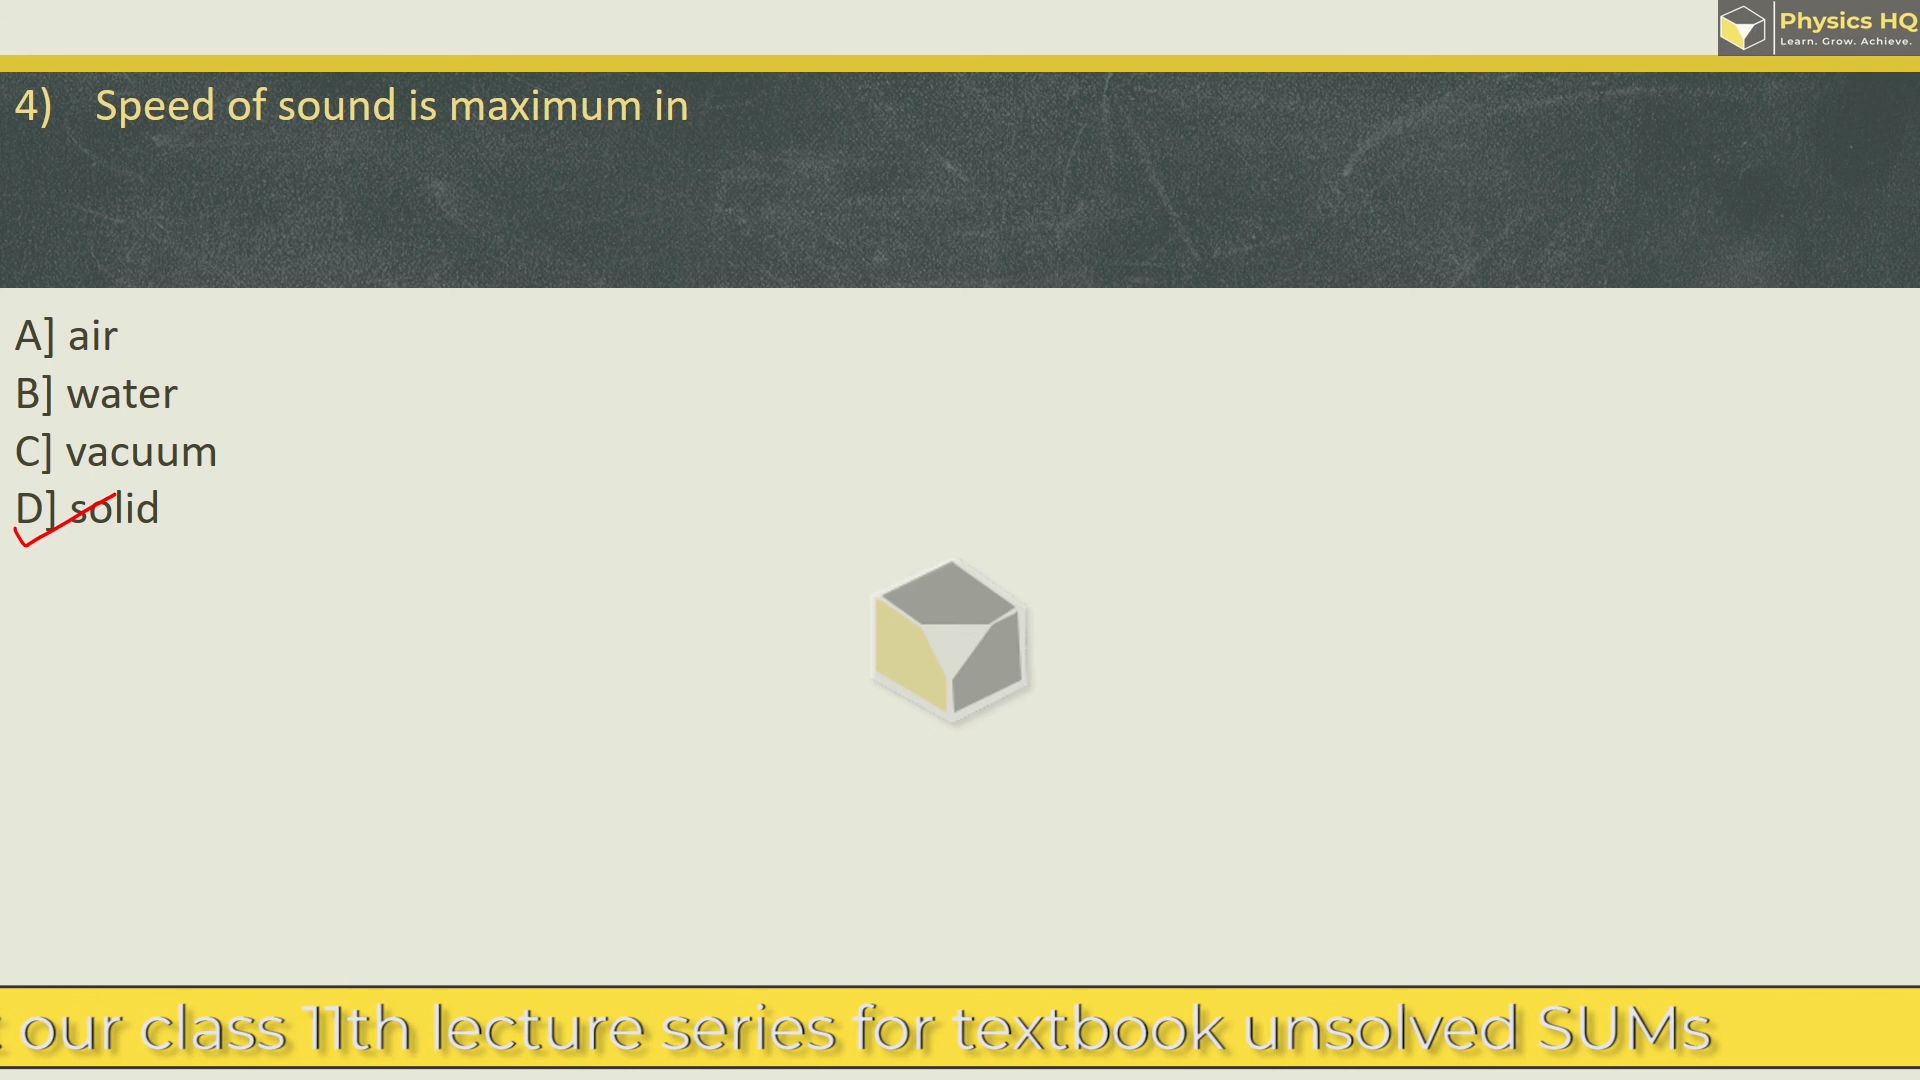 Physics HQ
Learn. Grow. Achieve.
4) Speed of sound is maximum in
A] air
B] water
C] vacuum
D] solid
our class 11th lecture series for textbook unsolved SUMs